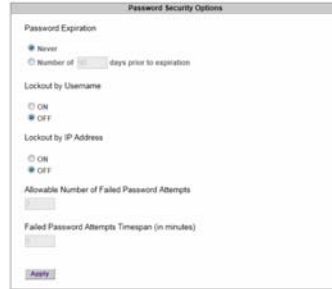 Password Security Options
Password Expiration
Never
Number of days prior to expiration
Lockout by Username
ON
OFF
Lockout by IP Address
ON
OFF
Allowable Number of Failed Password Attempts
Failed Password Attempts Timespan (in minutes)
Apply